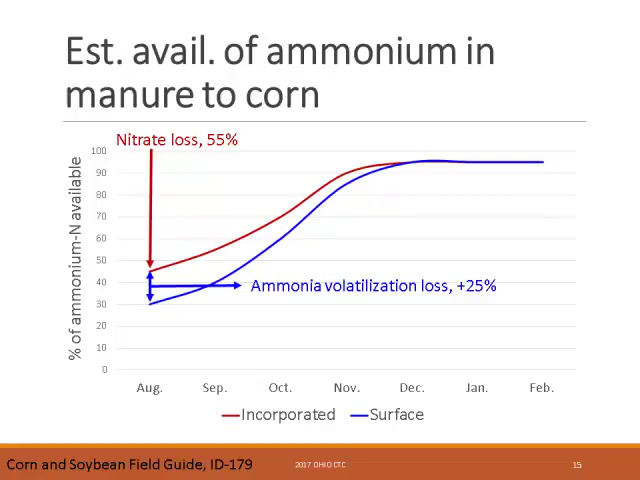 Est. avail. of ammonium in
manure to corn
Nitrate loss, 55%
% of ammonium-N available
100
90
80
70
60
50
40
30
20
10
0
Ammonia volatilization loss, +25%
Aug. Sep. Oct. Nov. Dec. Jan. Feb.
Incorporated Surface
Corn and Soybean Field Guide, ID-179
2017 OHIO CTC
15